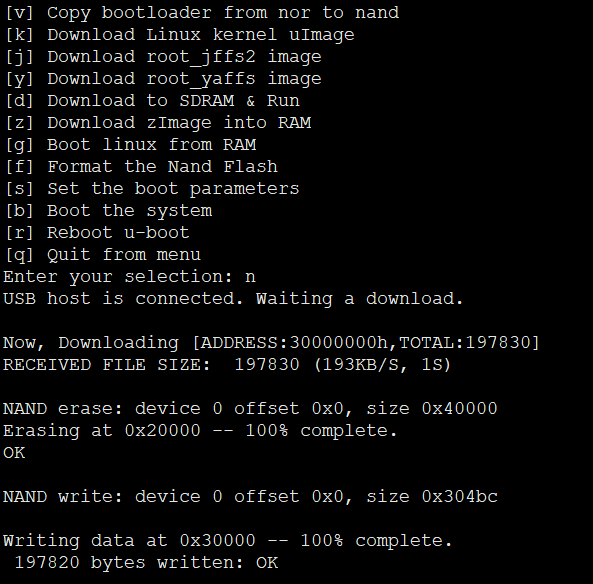 [v] Copy bootloader from nor to nand
[k] Download Linux kernel uImage
[j] Download root_jffs2 image
[y] Download root_yaffs image
[d] Download to SDRAM & Run
[z] Download zImage into RAM
[g] Boot linux from RAM
[f] Format the Nand Flash
[s] Set the boot parameters
[b] Boot the system
[r] Reboot u-boot
[q] Quit from menu
Enter your selection: n
USB host is connected. Waiting a download.
Now, Downloading [ADDRESS:30000000h,TOTAL:197830]
RECEIVED FILE SIZE:  197830 (193KB/S, 1S)
NAND erase: device 0 offset 0x0, size 0x40000
Erasing at 0x20000 -- 100% complete.
OK
NAND write: device 0 offset 0x0, size 0x304bc
Writing data at 0x30000 -- 100% complete.
 197820 bytes written: OK